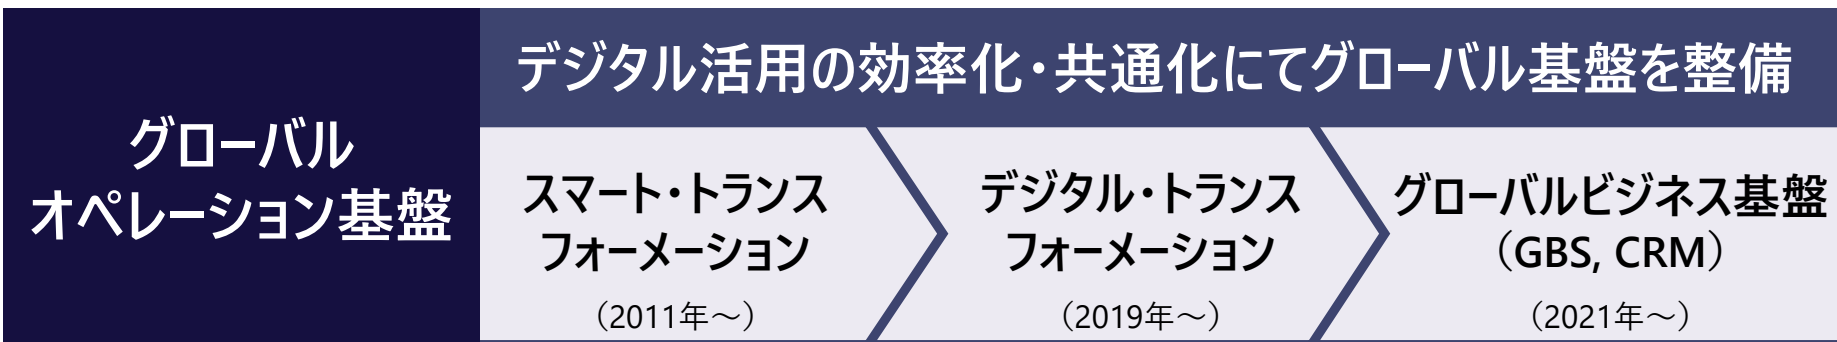 グローバル
オペレーション基盤
デジタル活用の効率化・共通化にてグローバル基盤を整備
スマート・トランス
フォーメーション
（2011年～）
デジタル・トランス
フォーメーション
（2019年～）
グローバルビジネス基盤
（GBS, CRM）
（2021年～）